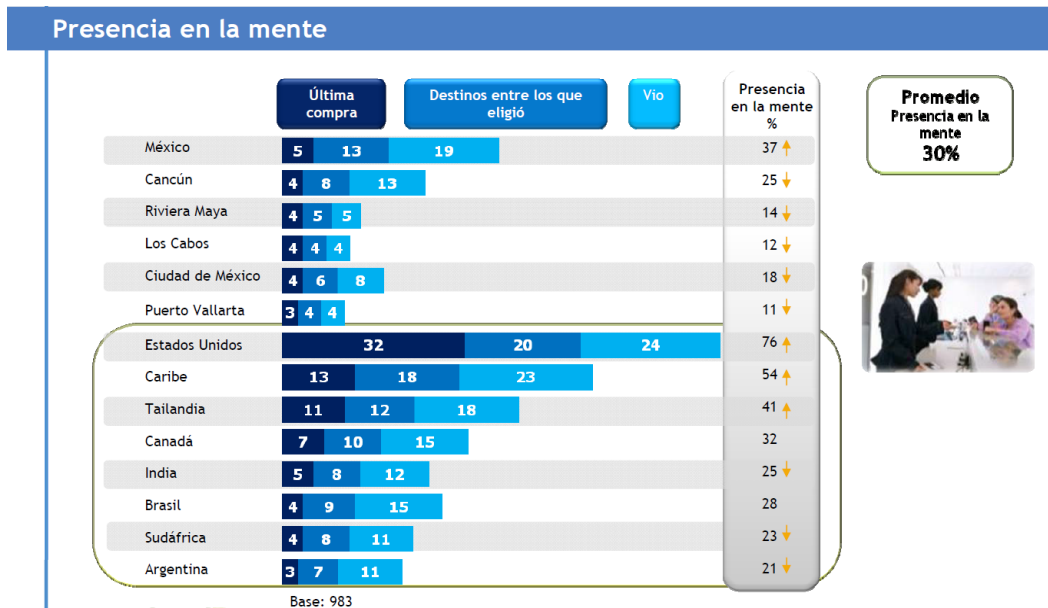 Presencia en la mente
Última
compra
Destinos entre los que
eligió
Vio
Presencia
en la mente
%
Promedio
Presencia en la
mente
30%
México 5 13 19 37
Cancún 4 8 13 25
Riviera Maya 4 5 5 14
Los Cabos 4 4 4 12
Ciudad de México 4 6 8 18
Puerto Vallarta 3 4 4 11
Estados Unidos 32 20 24 76
Caribe 13 18 23 54
Tailandia 11 12 18 41
Canadá 7 10 15 32
India 5 8 12 25
Brasil 4 9 15 28
Sudáfrica 4 8 11 23
Argentina 3 7 11 21
Base: 983